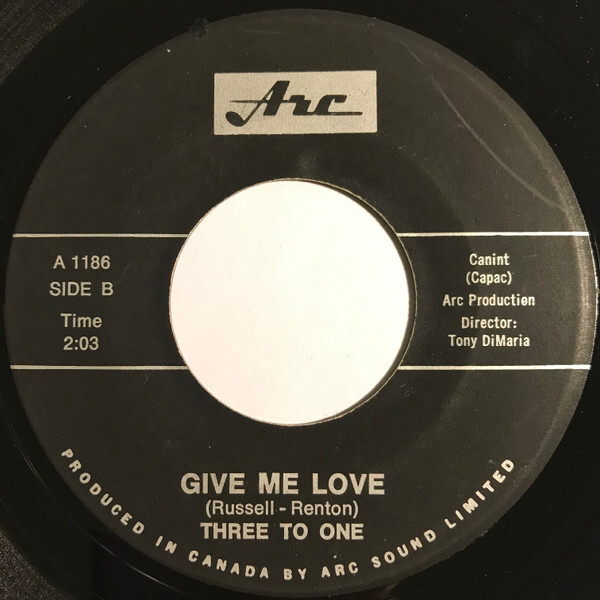 Arc
A 1186
SIDE B
Time
2:03
Canint
(Capac)
Arc Production
Director:
Tony DiMaria
GIVE ME LOVE
(Russell - Renton)
THREE TO ONE
PRODUCED IN CANADA BY ARC SOUND LIMITED